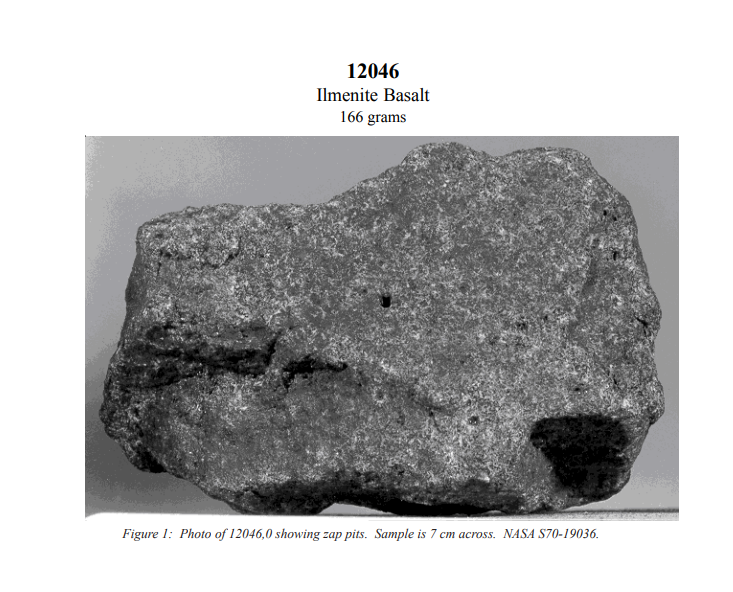 12046
Ilmenite Basalt
166 grams
Figure 1:  Photo of 12046,0 showing zap pits.  Sample is 7 cm across.  NASA S70-19036.